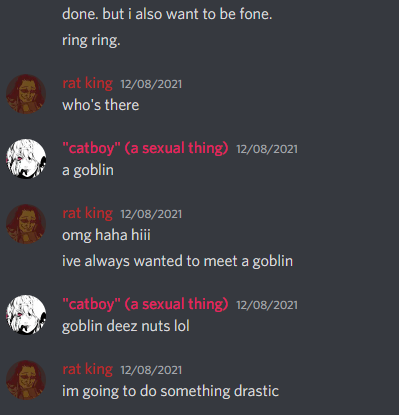 done. but i also want to be fone.
ring ring.
rat king 12/08/2021
who's there
"catboy" (a sexual thing) 12/08/2021
a goblin
rat king 12/08/2021
omg haha hiii
ive always wanted to meet a goblin
"catboy" (a sexual thing) 12/08/2021
goblin deez nuts lol
rat king 12/08/2021
im going to do something drastic